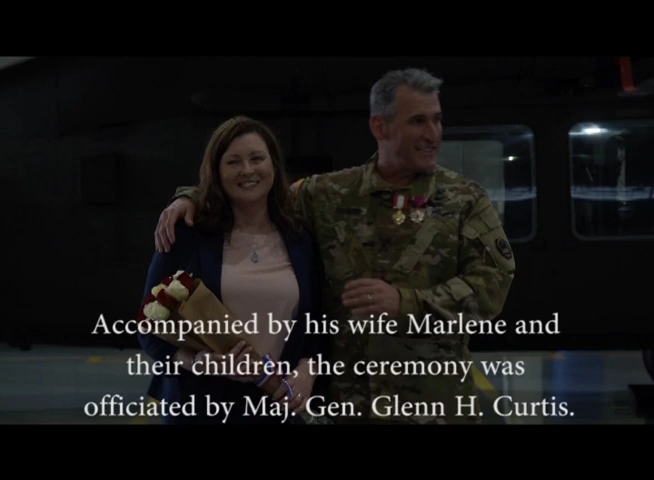 Accompanied by his wife Marlene and
their children, the ceremony was
officiated by Maj. Gen. Glenn H. Curtis.